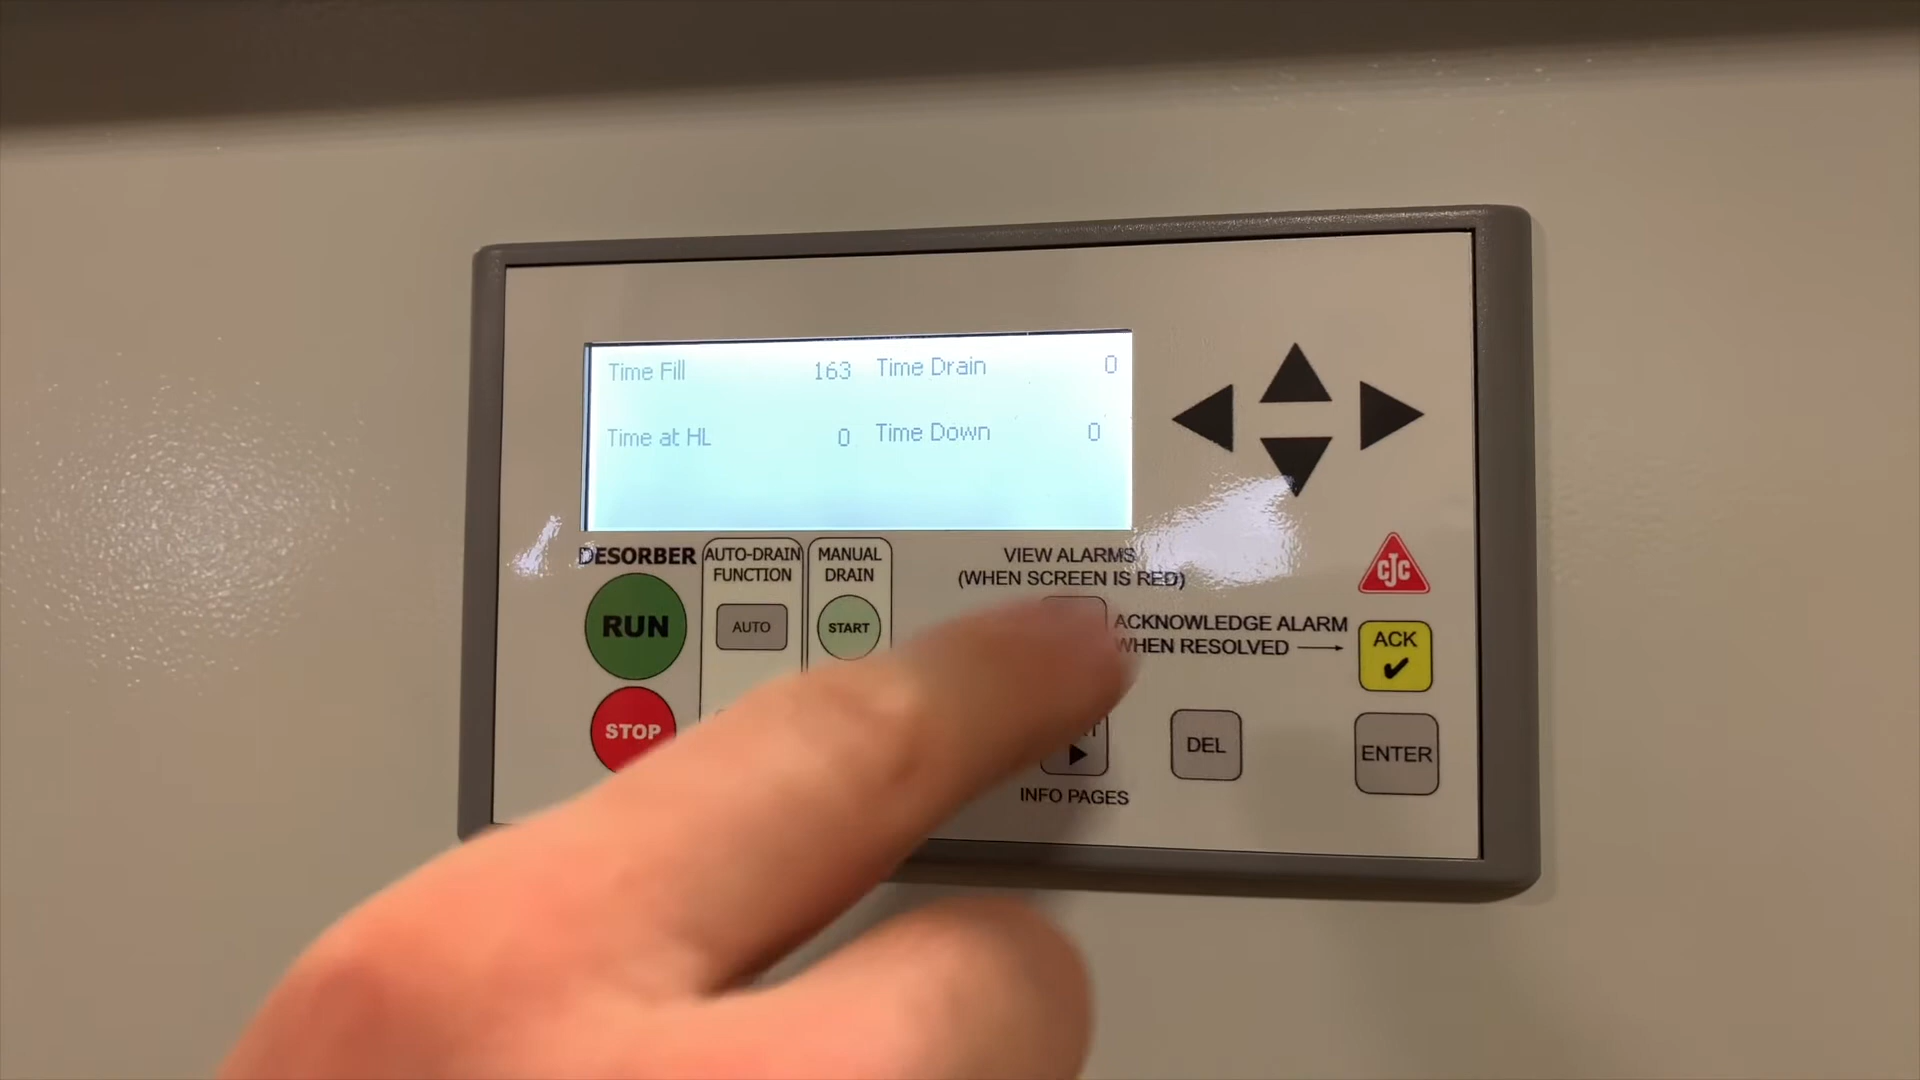 Time Fill 163 Time Drain 0
Time at HL 0 Time Down 0
DESORBER
RUN
STOP
AUTO-DRAIN
FUNCTION
AUTO
MANUAL
DRAIN
START
VIEW ALARMS
(WHEN SCREEN IS RED)
ACKNOWLEDGE ALARM
WHEN RESOLVED
CJC
ACK
DEL
ENTER
INFO PAGES